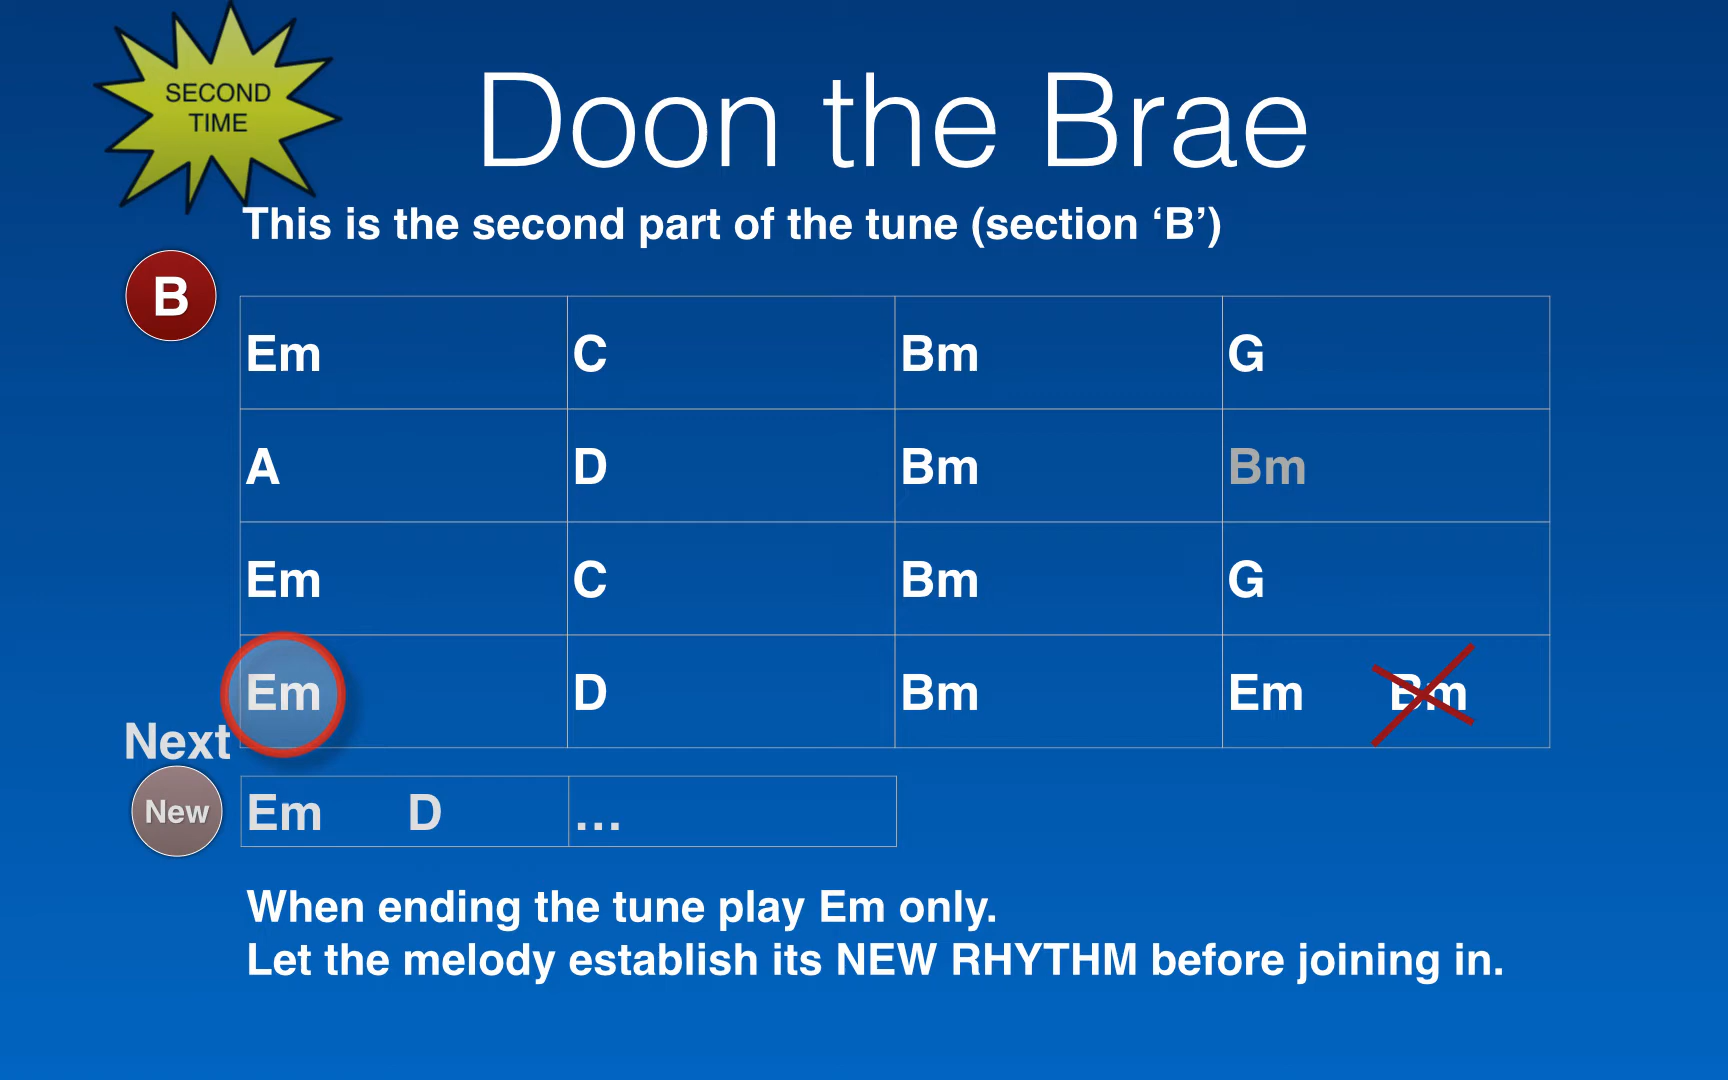 SECOND
TIME
Doon the Brae
This is the second part of the tune (section ‘B’)
B
Em C Bm G
A D Bm Bm
Em C Bm G
Em D Bm Em Bm
Next
New Em D ...
When ending the tune play Em only.
Let the melody establish its NEW RHYTHM before joining in.